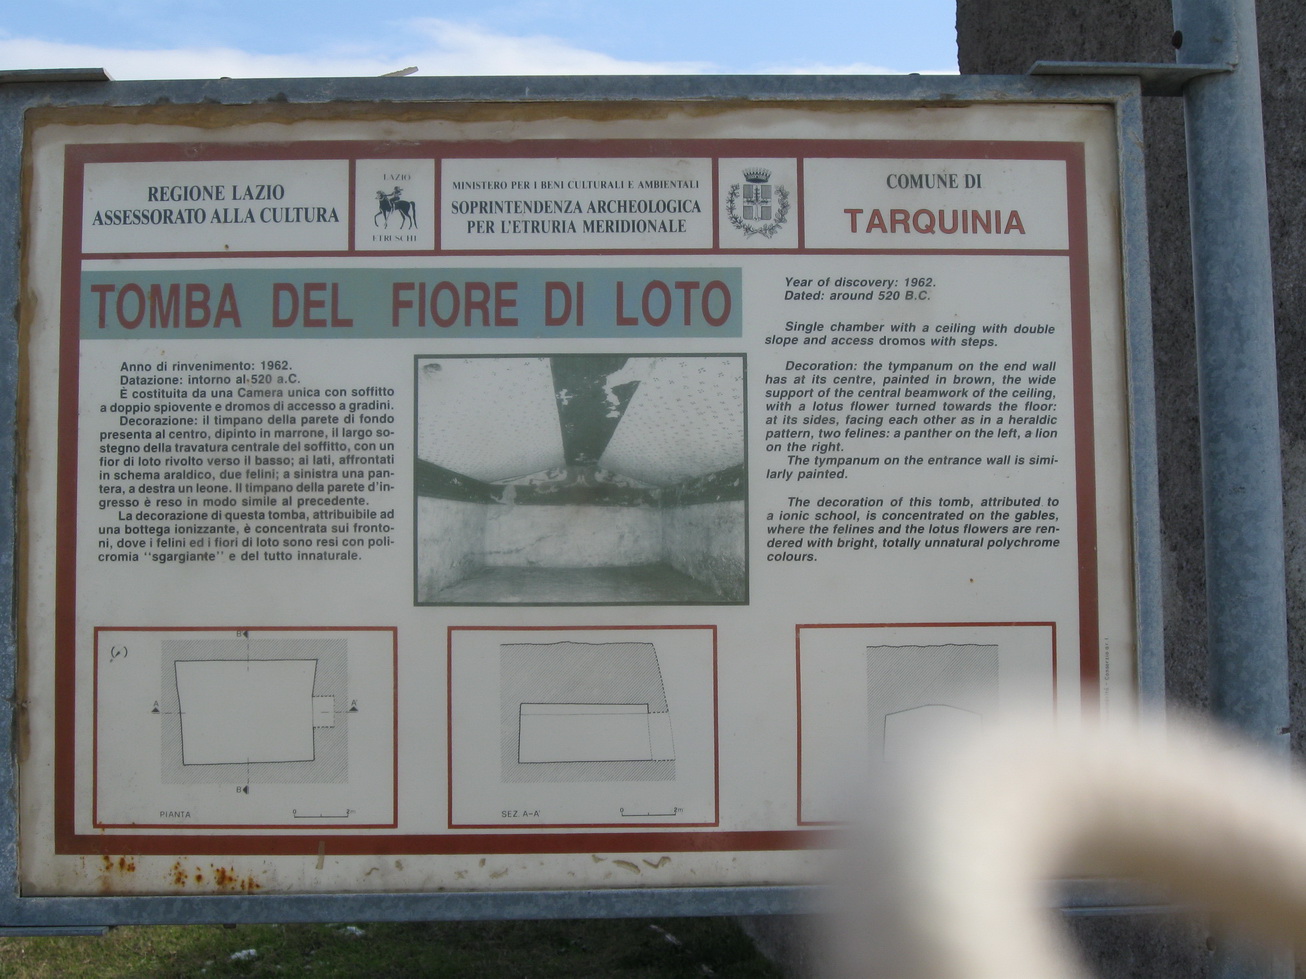 REGIONE LAZIO
ASSESSORATO ALLA CULTURA
LAZIO
ETRUSCHI
MINISTERO PER I BENI CULTURALI E AMBIENTALI
SOPRINTENDENZA ARCHEOLOGICA
PER L'ETRURIA MERIDIONALE
COMUNE DI
TARQUINIA
TOMBA DEL FIORE DI LOTO
Anno di rinvenimento: 1962.
Datazione: intorno al 520 a.C.
È costituita da una Camera unica con soffitto
a doppio spiovente e dromos di accesso a gradini.
Decorazione: il timpano della parete di fondo
presenta al centro, dipinto in marrone, il largo so-
stegno della travatura centrale del soffitto, con un
fior di loto rivolto verso il basso; ai lati, affrontati
in schema araldico, due felini; a sinistra una pan-
tera, a destra un leone. Il timpano della parete d'in-
gresso è reso in modo simile al precedente.
La decorazione di questa tomba, attribuibile ad
una bottega ionizzante, è concentrata sui fronto-
ni, dove i felini ed i fiori di loto sono resi con poli-
cromia ''sgargiante'' e del tutto innaturale.
Year of discovery: 1962.
Dated: around 520 B.C.
Single chamber with a ceiling with double
slope and access dromos with steps.
Decoration: the tympanum on the end wall
has at its centre, painted in brown, the wide
support of the central beamwork of the ceiling,
with a lotus flower turned towards the floor:
at its sides, facing each other as in a heraldic
pattern, two felines: a panther on the left, a lion
on the right.
The tympanum on the entrance wall is simi-
larly painted.
The decoration of this tomb, attributed to
a ionic school, is concentrated on the gables,
where the felines and the lotus flowers are ren-
dered with bright, totally unnatural polychrome
colours.
B
A
A'
B'
PIANTA
0 2m
SEZ. A-A'
0 2m